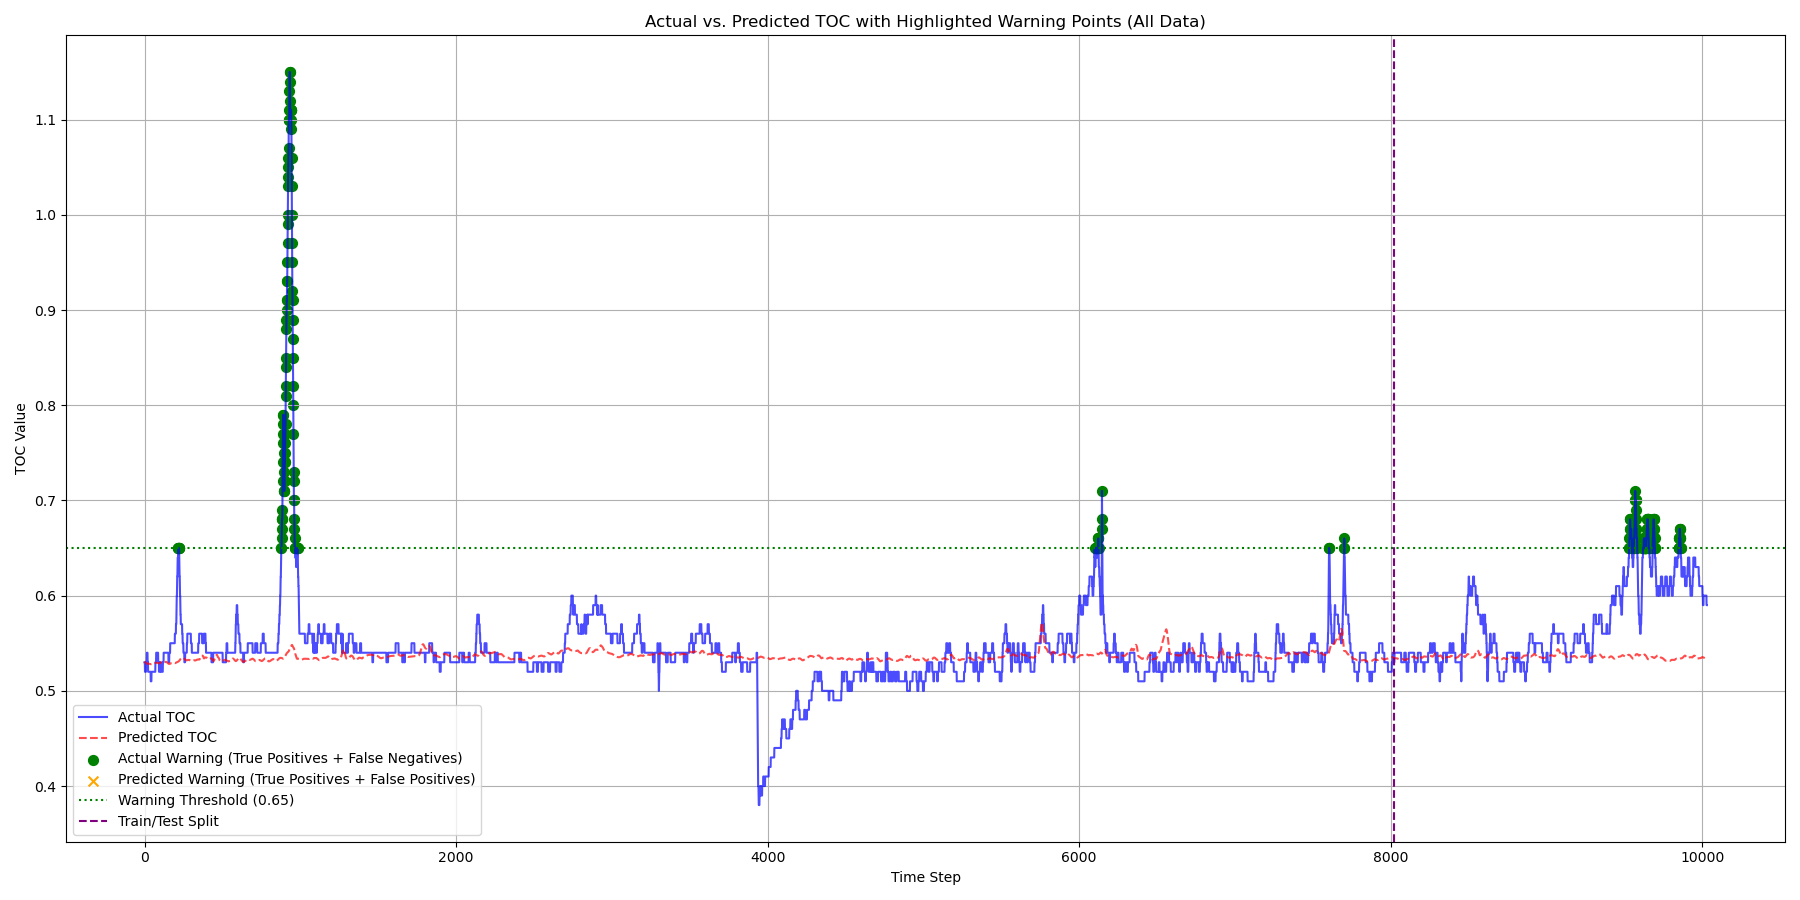 Actual vs. Predicted TOC with Highlighted Warning Points (All Data)
TOC Value
1.1
1.0
0.9
0.8
0.7
0.6
0.5
0.4
Actual TOC
Predicted TOC
Actual Warning (True Positives + False Negatives)
Predicted Warning (True Positives + False Positives)
Warning Threshold (0.65)
Train/Test Split
0 2000 4000 6000 8000 10000
Time Step